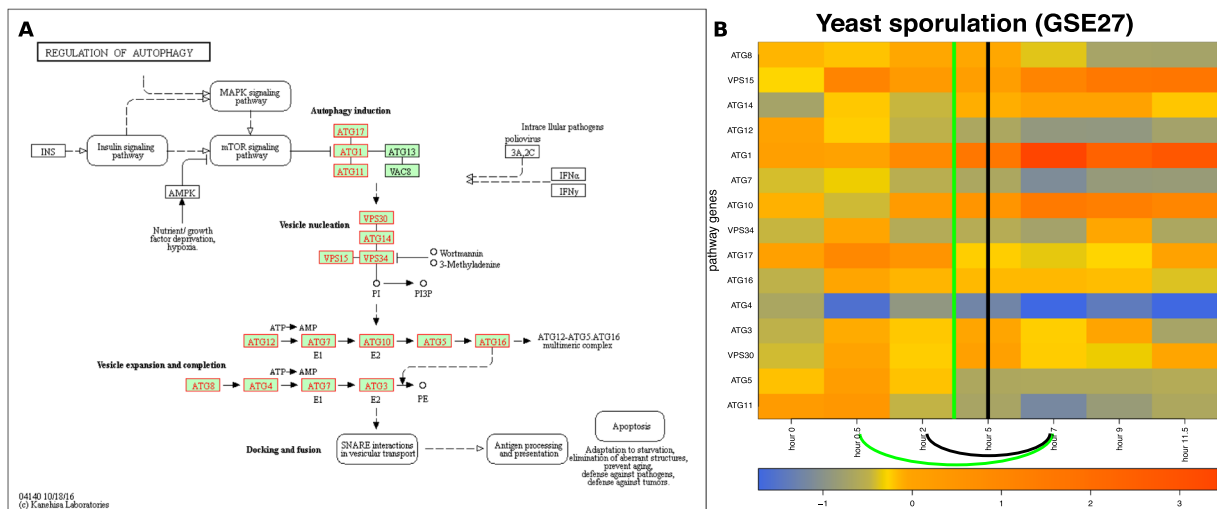 A
REGULATION OF AUTOPHAGY
MAPK signaling
pathway
Autophagy induction
Intrace llular pathogens
poliovirus
3A,2C
INS
Insulin signaling
pathway
mTOR signaling
pathway
ATG17
ATG1
ATG13
ATG11
VAC8
IFNα
IFNγ
AMPK
Nutrient/ growth
factor deprivation,
hypoxia.
Vesicle nucleation
VPS30
ATG14
VPS15
VPS34
Wortmannin
3-Methyladenine
PI
PI3P
ATP AMP
ATG12
ATG7
ATG10
ATG5
ATG16
ATG12-ATG5.ATG16
multimeric complex
E1
E2
Vesicle expansion and completion
ATP AMP
ATG8
ATG4
ATG7
ATG3
PE
E1
E2
Docking and fusion
SNARE interactions
in vesicular transport
Antigen processing
and presentation
Apoptosis
Adaptation to starvation,
elimination of aberrant structures,
prevent aging,
defense against pathogens,
defense against tumors.
04140 10/18/16
(c) Kanehisa Laboratories
B
Yeast sporulation (GSE27)
pathway genes
ATG8
VPS15
ATG14
ATG12
ATG1
ATG7
ATG10
VPS34
ATG17
ATG16
ATG4
ATG3
VPS30
ATG5
ATG11
hour 0
hour 0.5
hour 2
hour 5
hour 7
hour 9
hour 11.5
−1 0 1 2 3